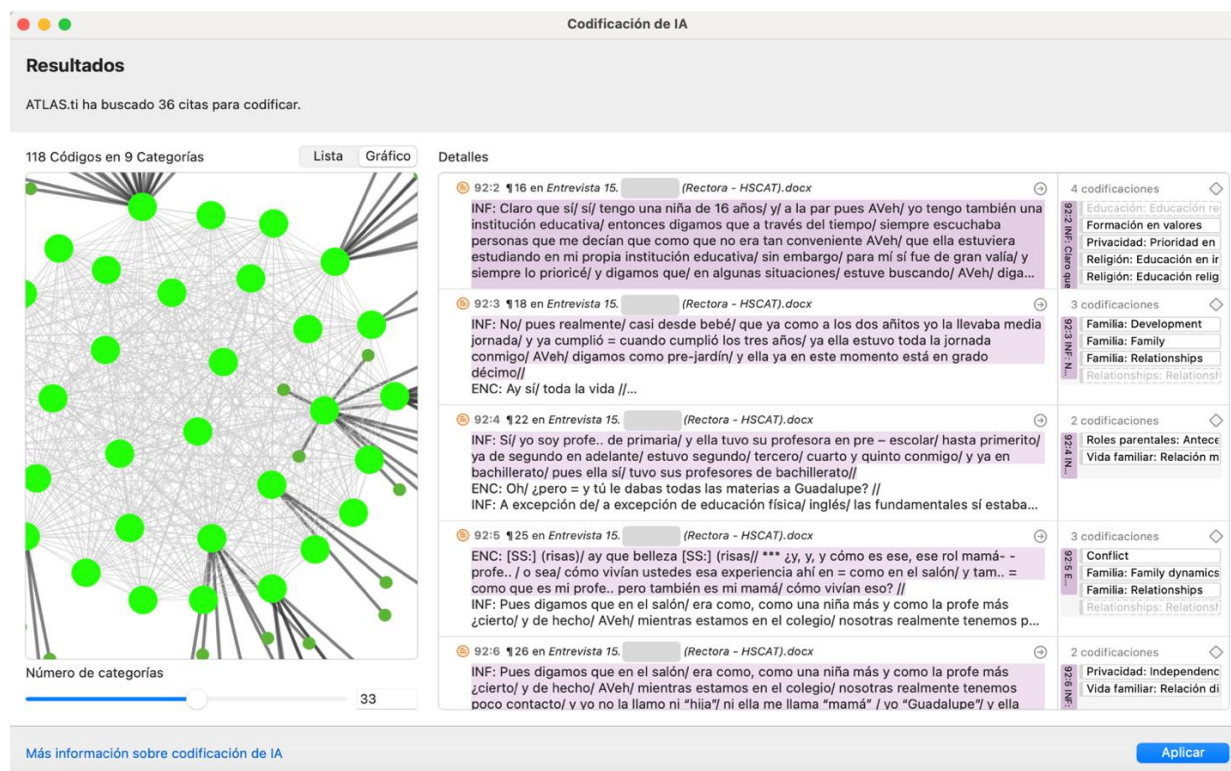 Codificación de IA
Resultados
ATLAS.ti ha buscado 36 citas para codificar.
118 Códigos en 9 Categorías
Lista
Gráfico
Número de categorías
33
Detalles
92:2 ¶16 en Entrevista 15. (Rectora - HSCAT).docx
INF: Claro que sí/ sí/ tengo una niña de 16 años/ y/ a la par pues AVeh/ yo tengo también una
institución educativa/ entonces digamos que a través del tiempo/ siempre escuchaba
personas que me decían que como que no era tan conveniente AVeh/ que ella estuviera
estudiando en mi propia institución educativa/ sin embargo/ para mí sí fue de gran valía/ y
siempre lo prioricé/ y digamos que/ en algunas situaciones/ estuve buscando/ AVeh/ diga...
4 codificaciones
92:2 INF: Claro que
Educación: Educación re
Formación en valores
Privacidad: Prioridad en
Religión: Educación en ir
Religión: Educación relig
92:3 ¶18 en Entrevista 15. (Rectora - HSCAT).docx
INF: No/ pues realmente/ casi desde bebé/ que ya como a los dos añitos yo la llevaba media
jornada/ y ya cumplió = cuando cumplió los tres años/ ya ella estuvo toda la jornada
conmigo/ AVeh/ digamos como pre-jardín/ y ella ya en este momento está en grado
décimo//
ENC: Ay sí/ toda la vida //...
3 codificaciones
92:3 INF: N...
Familia: Development
Familia: Family
Familia: Relationships
Relationships: Relationsh
92:4 ¶22 en Entrevista 15. (Rectora - HSCAT).docx
INF: Sí/ yo soy profe.. de primaria/ y ella tuvo su profesora en pre – escolar/ hasta primerito/
ya de segundo en adelante/ estuvo segundo/ tercero/ cuarto y quinto conmigo/ y ya en
bachillerato/ pues ella sí/ tuvo sus profesores de bachillerato//
ENC: Oh/ ¿pero = y tú le dabas todas las materias a Guadalupe? //
INF: A excepción de/ a excepción de educación física/ inglés/ las fundamentales sí estaba...
2 codificaciones
92:4 IN...
Roles parentales: Antece
Vida familiar: Relación m
92:5 ¶25 en Entrevista 15. (Rectora - HSCAT).docx
ENC: [SS:] (risas)/ ay que belleza [SS:] (risas// *** ¿y, y, y cómo es ese, ese rol mamá- -
profe.. / o sea/ cómo vivían ustedes esa experiencia ahí en = como en el salón/ y tam.. =
como que es mi profe.. pero también es mi mamá/ cómo vivían eso? //
INF: Pues digamos que en el salón/ era como, como una niña más y como la profe más
¿cierto/ y de hecho/ AVeh/ mientras estamos en el colegio/ nosotras realmente tenemos p...
3 codificaciones
92:5 E...
Conflict
Familia: Family dynamics
Familia: Relationships
Relationships: Relationsh
92:6 ¶26 en Entrevista 15. (Rectora - HSCAT).docx
INF: Pues digamos que en el salón/ era como, como una niña más y como la profe más
¿cierto/ y de hecho/ AVeh/ mientras estamos en el colegio/ nosotras realmente tenemos
poco contacto/ y yo no la llamo ni “hija”/ ni ella me llama “mamá” / yo “Guadalupe”/ y ella
2 codificaciones
92:6 INF:
Privacidad: Independenc
Vida familiar: Relación di
Más información sobre codificación de IA
Aplicar